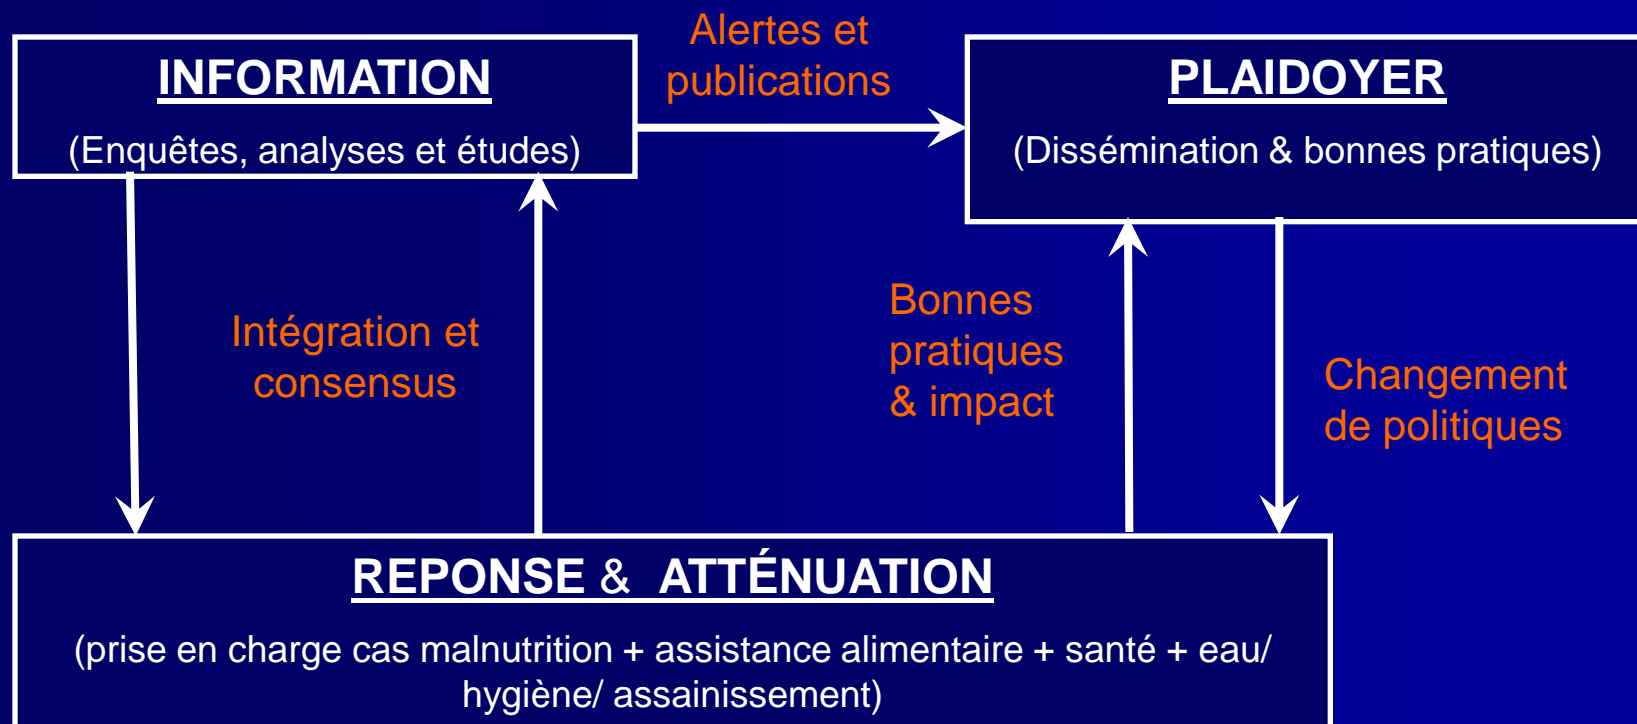 Alertes et
publications
INFORMATION
(Enquêtes, analyses et études)
PLAIDOYER
(Dissémination & bonnes pratiques)
Intégration et
consensus
Bonnes
pratiques
& impact
Changement
de politiques
REPONSE & ATTÉNUATION
(prise en charge cas malnutrition + assistance alimentaire + santé + eau/
hygiène/ assainissement)